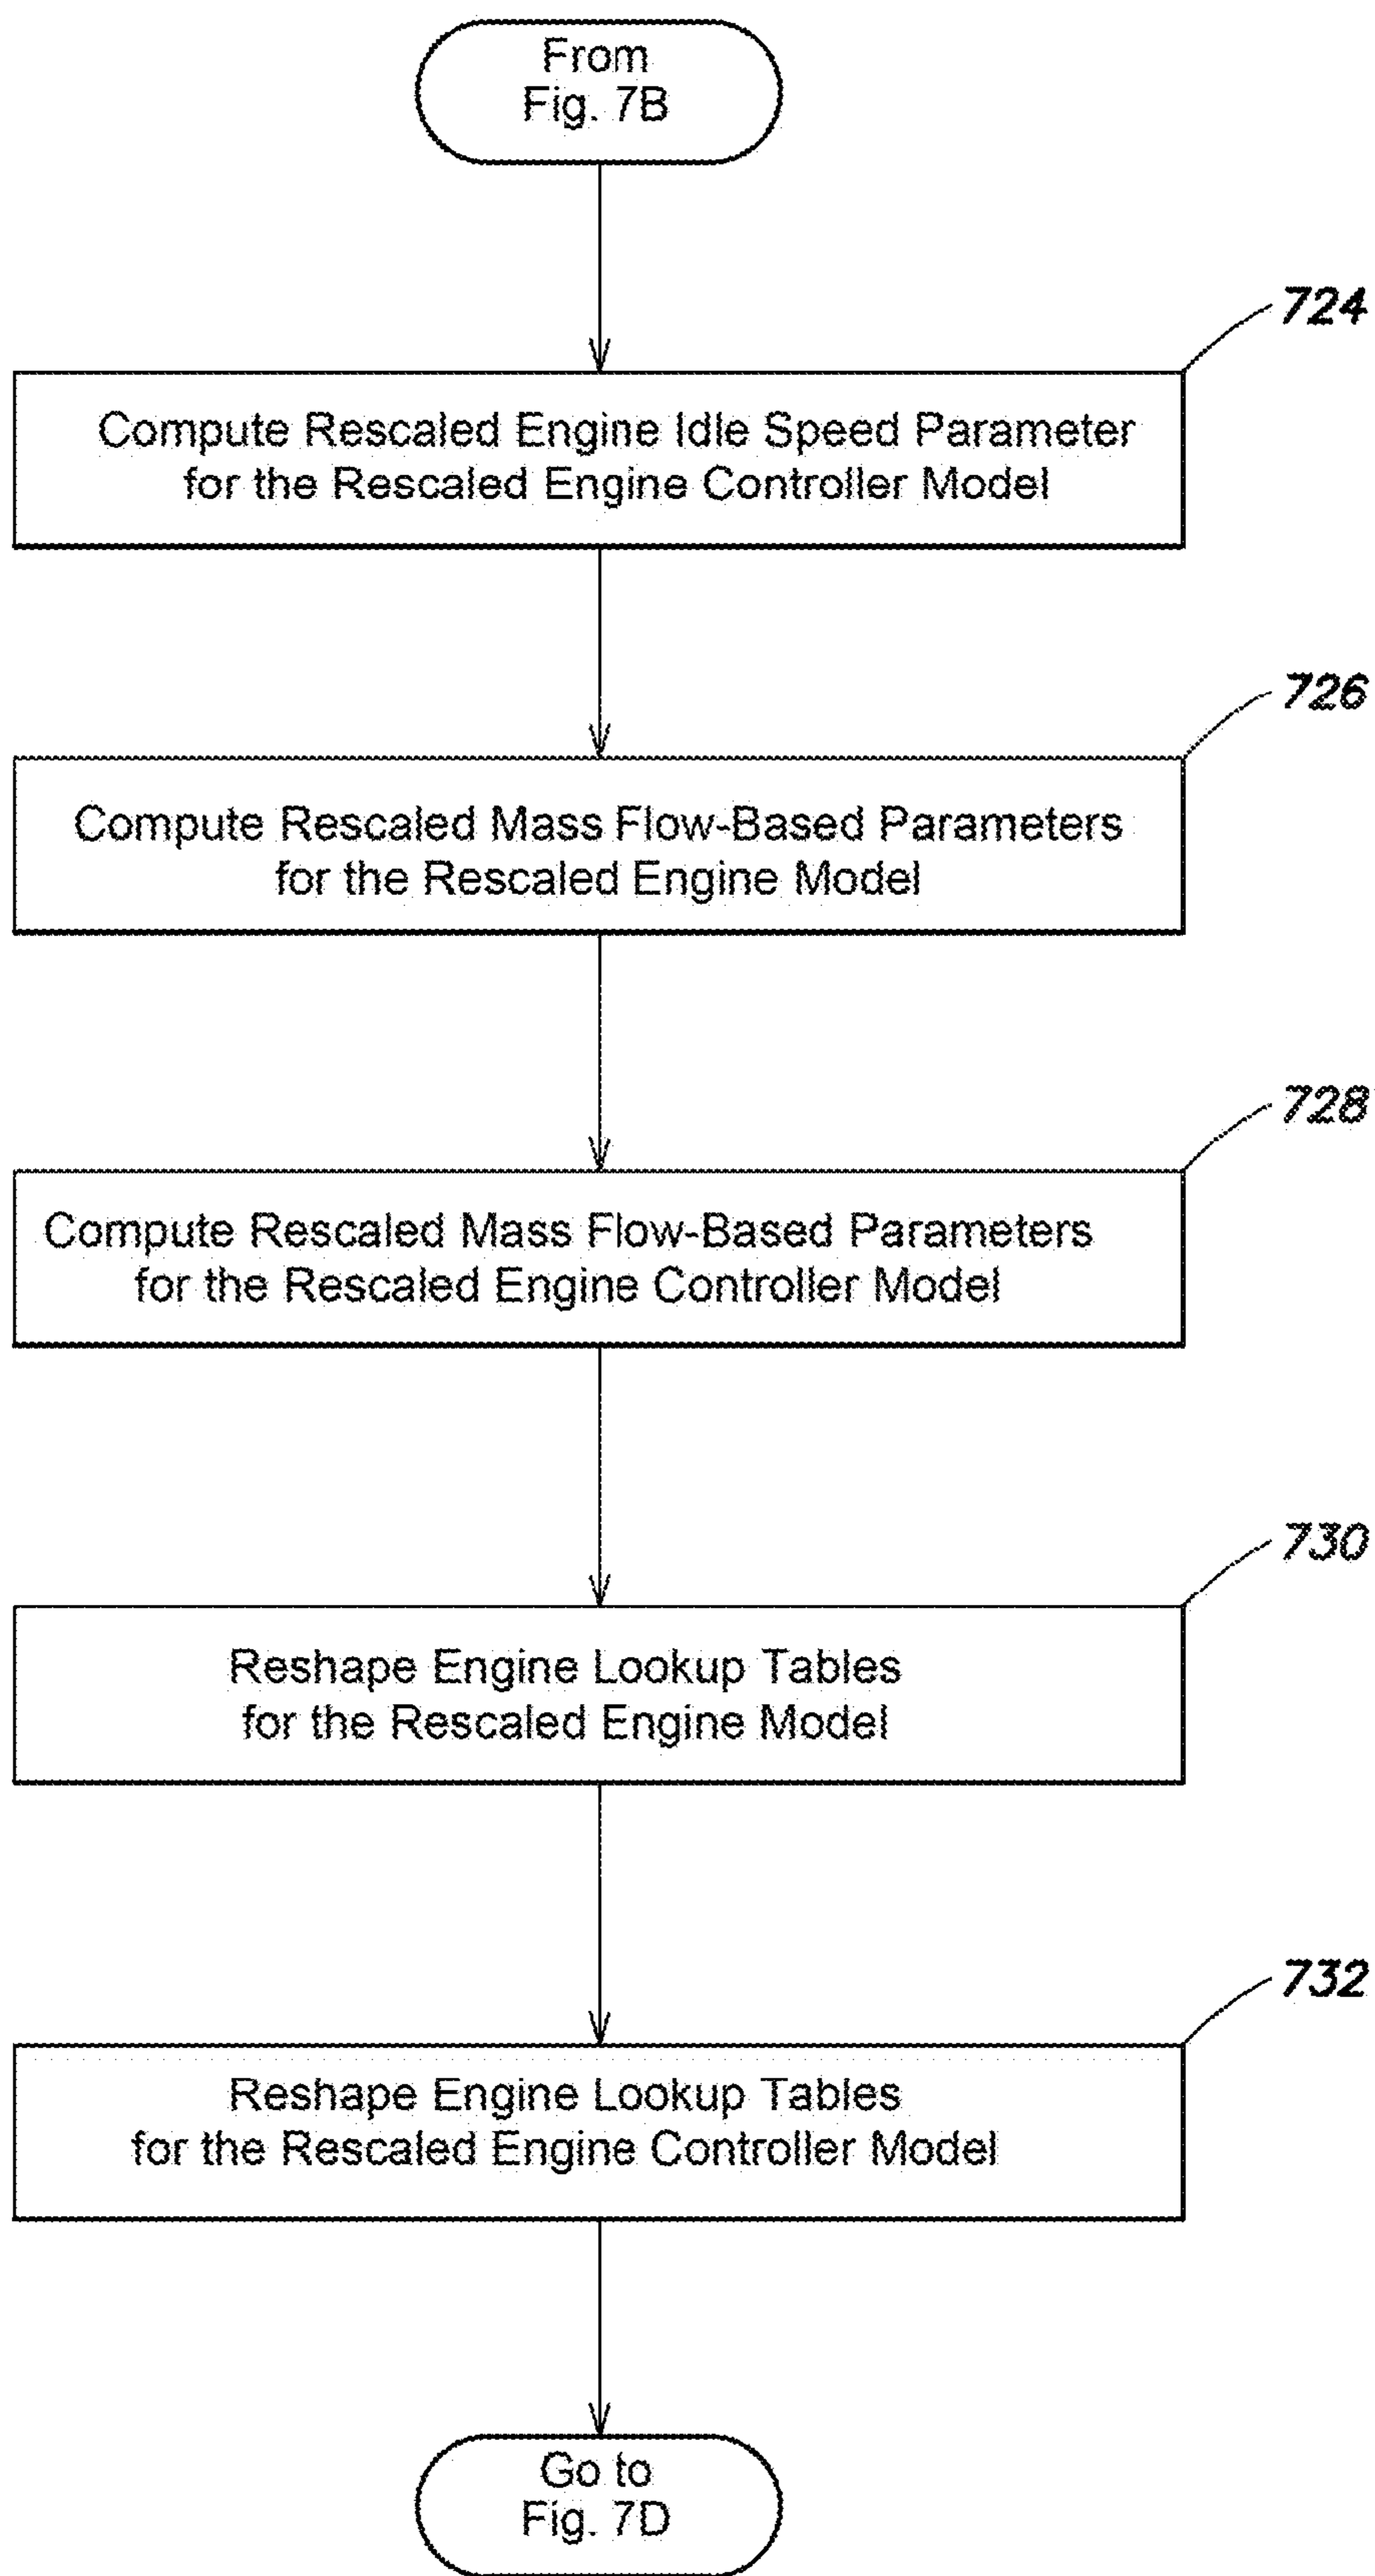 From
Fig. 7B
724
Compute Rescaled Engine Idle Speed Parameter
for the Rescaled Engine Controller Model
726
Compute Rescaled Mass Flow-Based Parameters
for the Rescaled Engine Model
728
Compute Rescaled Mass Flow-Based Parameters
for the Rescaled Engine Controller Model
730
Reshape Engine Lookup Tables
for the Rescaled Engine Model
732
Reshape Engine Lookup Tables
for the Rescaled Engine Controller Model
Go to
Fig. 7D